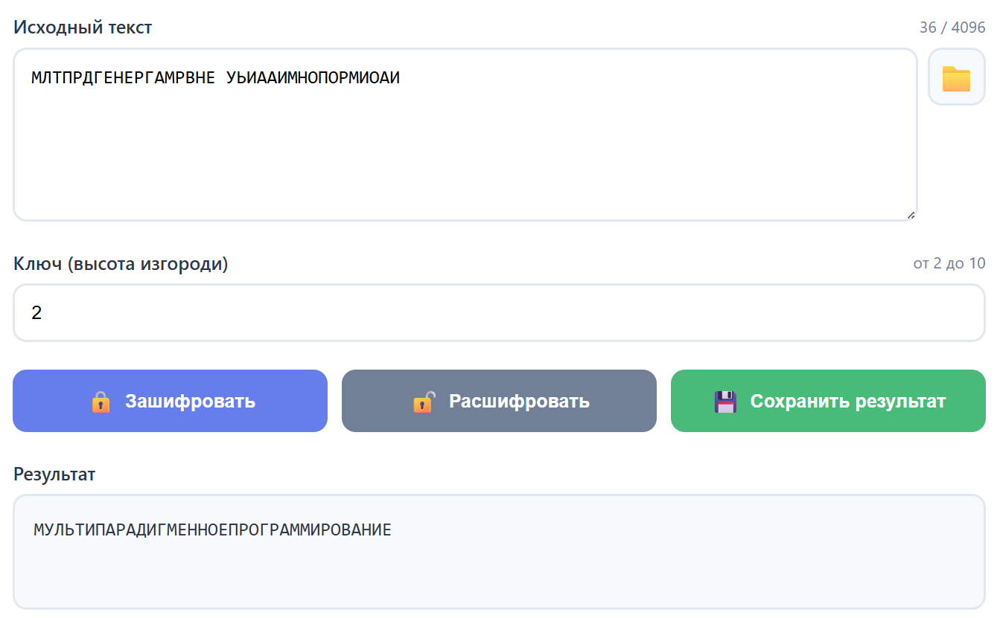 Исходный текст
36 / 4096
МЛТПРДГЕНЕРГАМРВНЕ УЬИААИМНОПОРМИОАИ
Ключ (высота изгороди)
от 2 до 10
2
Зашифровать
Расшифровать
Сохранить результат
Результат
МУЛЬТИПАРАДИГМЕННОЕПРОГРАММИРОВАНИЕ